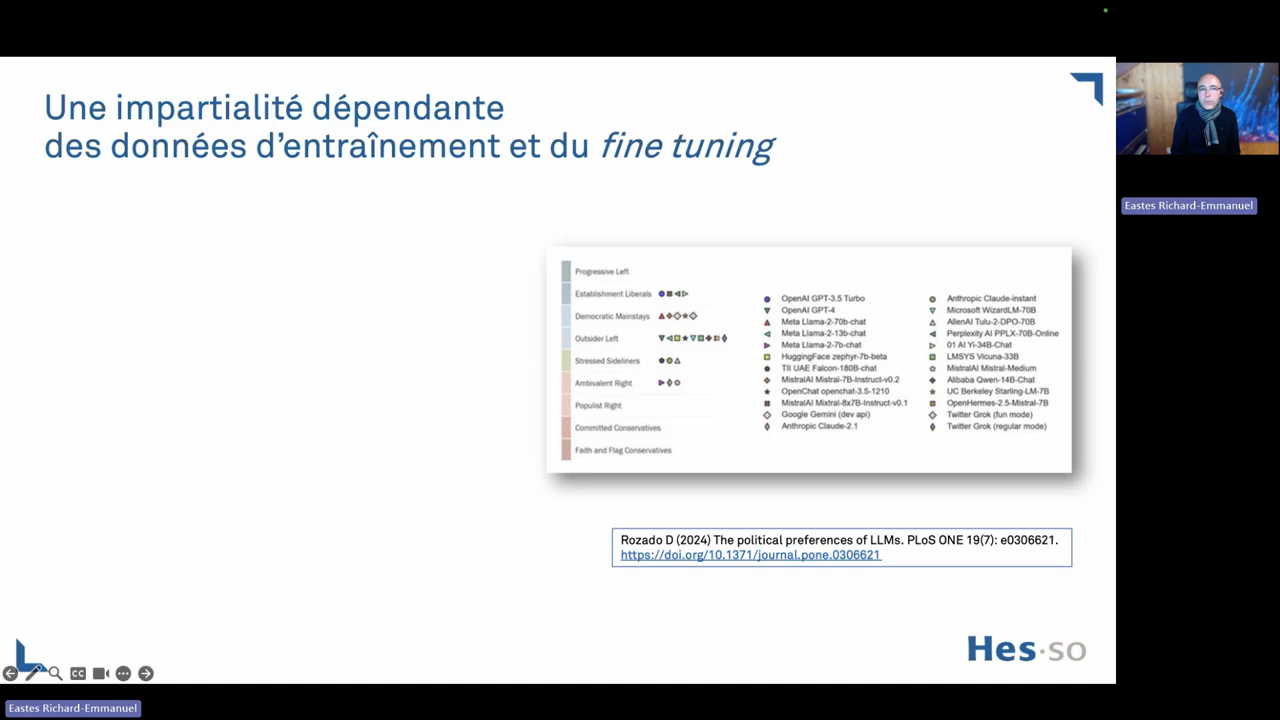 Une impartialité dépendante
des données d'entraînement et du fine tuning
Eastes Richard-Emmanuel
Progressive Left
Establishment Liberals
Democratic Mainstays
Outsider Left
Stressed Sideliners
Ambivalent Right
Populist Right
Committed Conservatives
Faith and Flag Conservatives
OpenAI GPT-3.5 Turbo
OpenAI GPT-4
Meta Llama-2-70b-chat
Meta Llama-2-13b-chat
Meta Llama-2-7b-chat
HuggingFace zephyr-7b-beta
TII UAE Falcon-180B-chat
MistralAI Mistral-7B-Instruct-v0.2
OpenChat openchat-3.5-1210
MistralAI Mixtral-8x7B-Instruct-v0.1
Google Gemini (dev api)
Anthropic Claude-2.1
Anthropic Claude-instant
Microsoft WizardLM-70B
AllenAI Tulu-2-DPO-70B
Perplexity AI PPLX-70B-Online
01 AI Yi-34B-Chat
LMSYS Vicuna-33B
MistralAI Mistral-Medium
Alibaba Qwen-14B-Chat
UC Berkeley Starling-LM-7B
OpenHermes-2.5-Mistral-7B
Twitter Grok (fun mode)
Twitter Grok (regular mode)
Rozado D (2024) The political preferences of LLMs. PLoS ONE 19(7): e0306621.
https://doi.org/10.1371/journal.pone.0306621
Hes·so
CC
Eastes Richard-Emmanuel